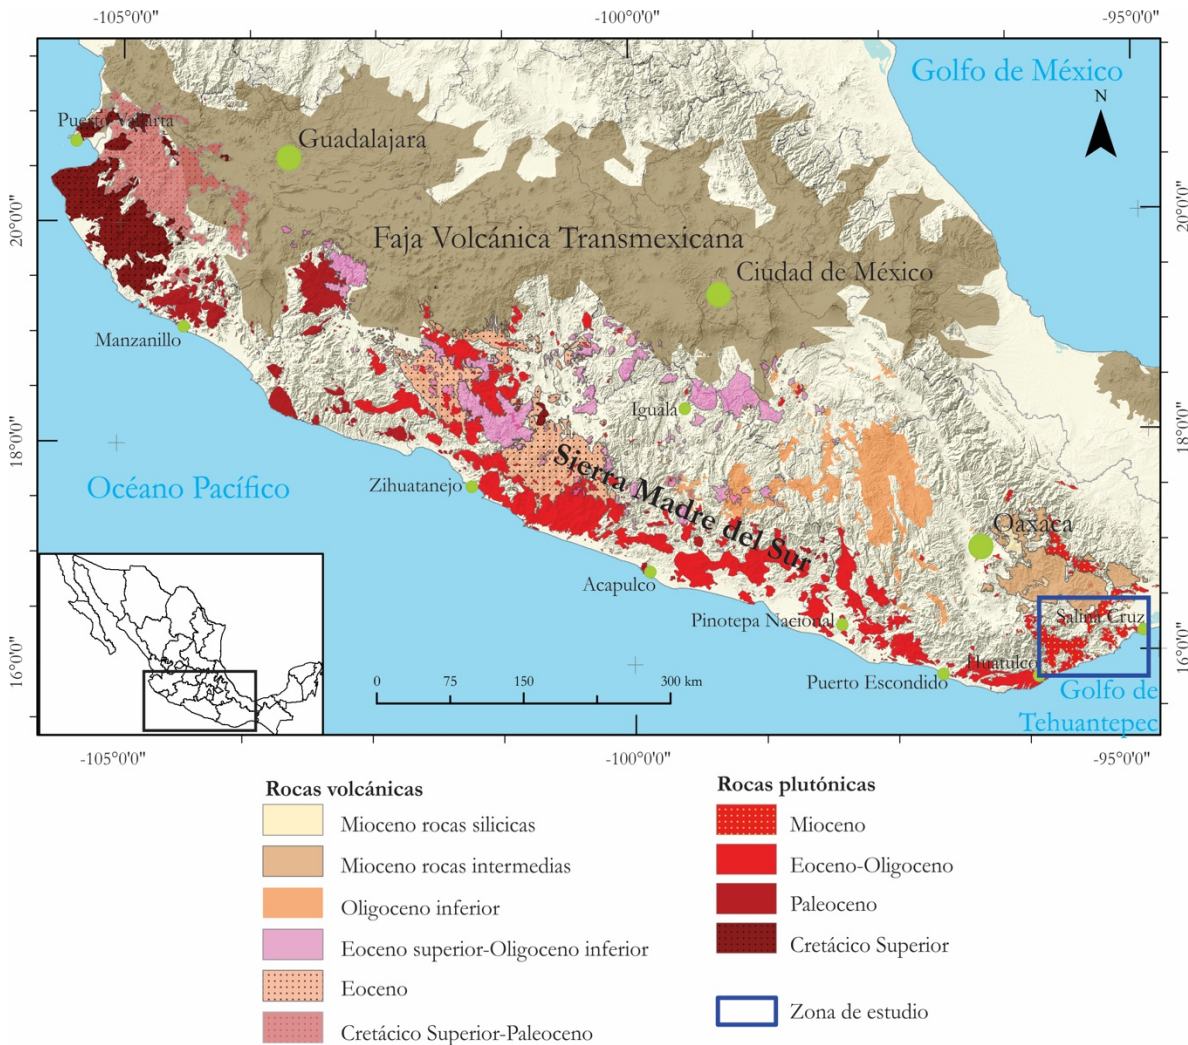 -105°0'0"
-100°0'0"
-95°0'0"
Golfo de México
N
Puerto Vallarta
Guadalajara
20°0'0"
20°0'0"
Faja Volcánica Transmexicana
Ciudad de México
Manzanillo
Iguala
18°0'0"
18°0'0"
Sierra Madre del Sur
Océano Pacífico
Zihuatanejo
Oaxaca
Acapulco
Pinotepa Nacional
Salina Cruz
16°0'0"
16°0'0"
Huatulco
Puerto Escondido
0 75 150 300 km
Golfo de
Tehuantepec
-105°0'0"
-100°0'0"
-95°0'0"
Rocas volcánicas
Mioceno rocas silicicas
Mioceno rocas intermedias
Oligoceno inferior
Eoceno superior-Oligoceno inferior
Eoceno
Cretácico Superior-Paleoceno
Rocas plutónicas
Mioceno
Eoceno-Oligoceno
Paleoceno
Cretácico Superior
Zona de estudio